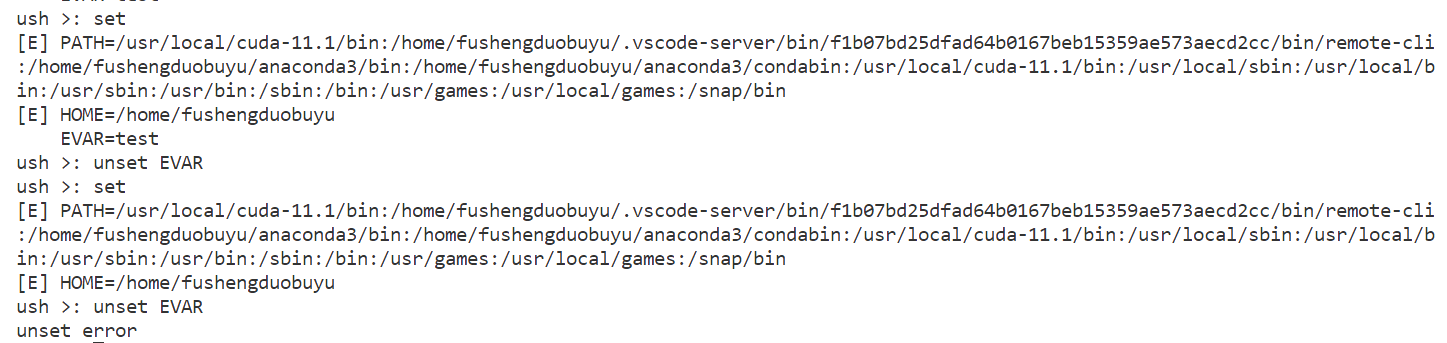 ush >: set
[E] PATH=/usr/local/cuda-11.1/bin:/home/fushengduobuyu/.vscode-server/bin/f1b07bd25dfad64b0167beb15359ae573aecd2cc/bin/remote-cli
:/home/fushengduobuyu/anaconda3/bin:/home/fushengduobuyu/anaconda3/condabin:/usr/local/cuda-11.1/bin:/usr/local/sbin:/usr/local/b
in:/usr/sbin:/usr/bin:/sbin:/bin:/usr/games:/usr/local/games:/snap/bin
[E] HOME=/home/fushengduobuyu
    EVAR=test
ush >: unset EVAR
ush >: set
[E] PATH=/usr/local/cuda-11.1/bin:/home/fushengduobuyu/.vscode-server/bin/f1b07bd25dfad64b0167beb15359ae573aecd2cc/bin/remote-cli
:/home/fushengduobuyu/anaconda3/bin:/home/fushengduobuyu/anaconda3/condabin:/usr/local/cuda-11.1/bin:/usr/local/sbin:/usr/local/b
in:/usr/sbin:/usr/bin:/sbin:/bin:/usr/games:/usr/local/games:/snap/bin
[E] HOME=/home/fushengduobuyu
ush >: unset EVAR
unset error